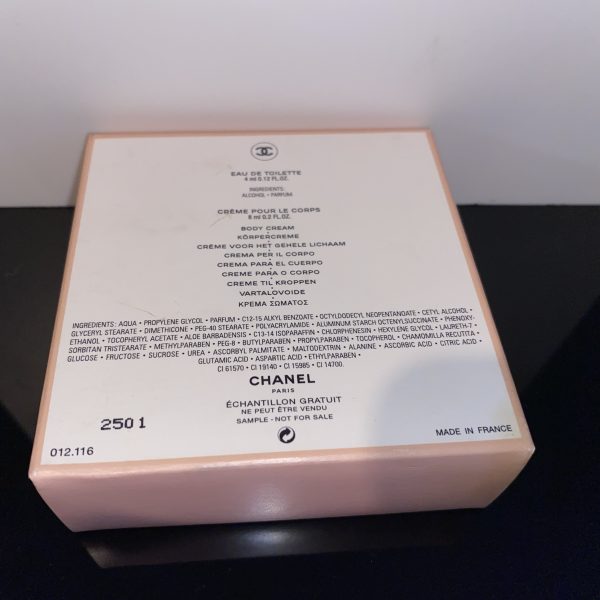 EAU DE TOILETTE
4 ml 0.12 FL.OZ.
INGREDIENTS:
ALCOHOL • PARFUM
CRÈME POUR LE CORPS
6 ml 0.2 FL.OZ.
BODY CREAM
KÖRPERCREME
CRÈME VOOR HET GEHELE LICHAAM
CREMA PER IL CORPO
CREMA PARA EL CUERPO
CREME PARA O CORPO
CREME TIL KROPPEN
VARTALOVOIDE
ΚΡΕΜΑ ΣΩΜΑΤΟΣ
INGREDIENTS: AQUA • PROPYLENE GLYCOL • PARFUM • C12-15 ALKYL BENZOATE • OCTYLDODECYL NEOPENTANOATE • CETYL ALCOHOL •
GLYCERYL STEARATE • DIMETHICONE • PEG-40 STEARATE • POLYACRYLAMIDE • ALUMINUM STARCH OCTENYLSUCCINATE • PHENOXY-
ETHANOL • TOCOPHERYL ACETATE • ALOE BARBADENSIS • C13-14 ISOPARAFFIN • CHLORPHENESIN • HEXYLENE GLYCOL • LAURETH-7 •
SORBITAN TRISTEARATE • METHYLPARABEN • PEG-8 • BUTYLPARABEN • PROPYLPARABEN • TOCOPHEROL • CHAMOMILLA RECUTITA •
GLUCOSE • FRUCTOSE • SUCROSE • UREA • ASCORBYL PALMITATE • MALTODEXTRIN • ALANINE • ASCORBIC ACID • CITRIC ACID •
GLUTAMIC ACID • ASPARTIC ACID • ETHYLPARABEN •
CI 61570 • CI 19140 • CI 15985 • CI 14700.
CHANEL
PARIS
ÉCHANTILLON GRATUIT
NE PEUT ÊTRE VENDU
SAMPLE - NOT FOR SALE
2501
012.116
MADE IN FRANCE